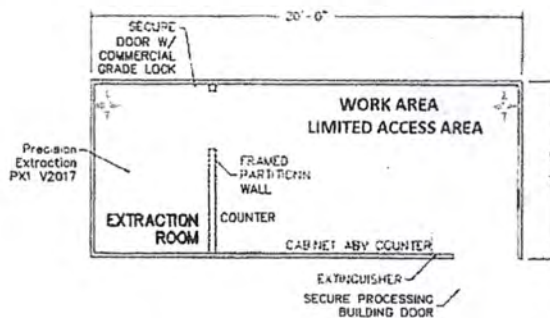 20'-0"
SECURE
DOOR W/
COMMERCIAL
GRADE LOCK
WORK AREA
LIMITED ACCESS AREA
Precision
Extraction
PX1 V2017
FRAMED
PARTITION
WALL
EXTRACTION
ROOM
COUNTER
CABINET ABV COUNTER
EXTINGUISHER
SECURE PROCESSING
BUILDING DOOR